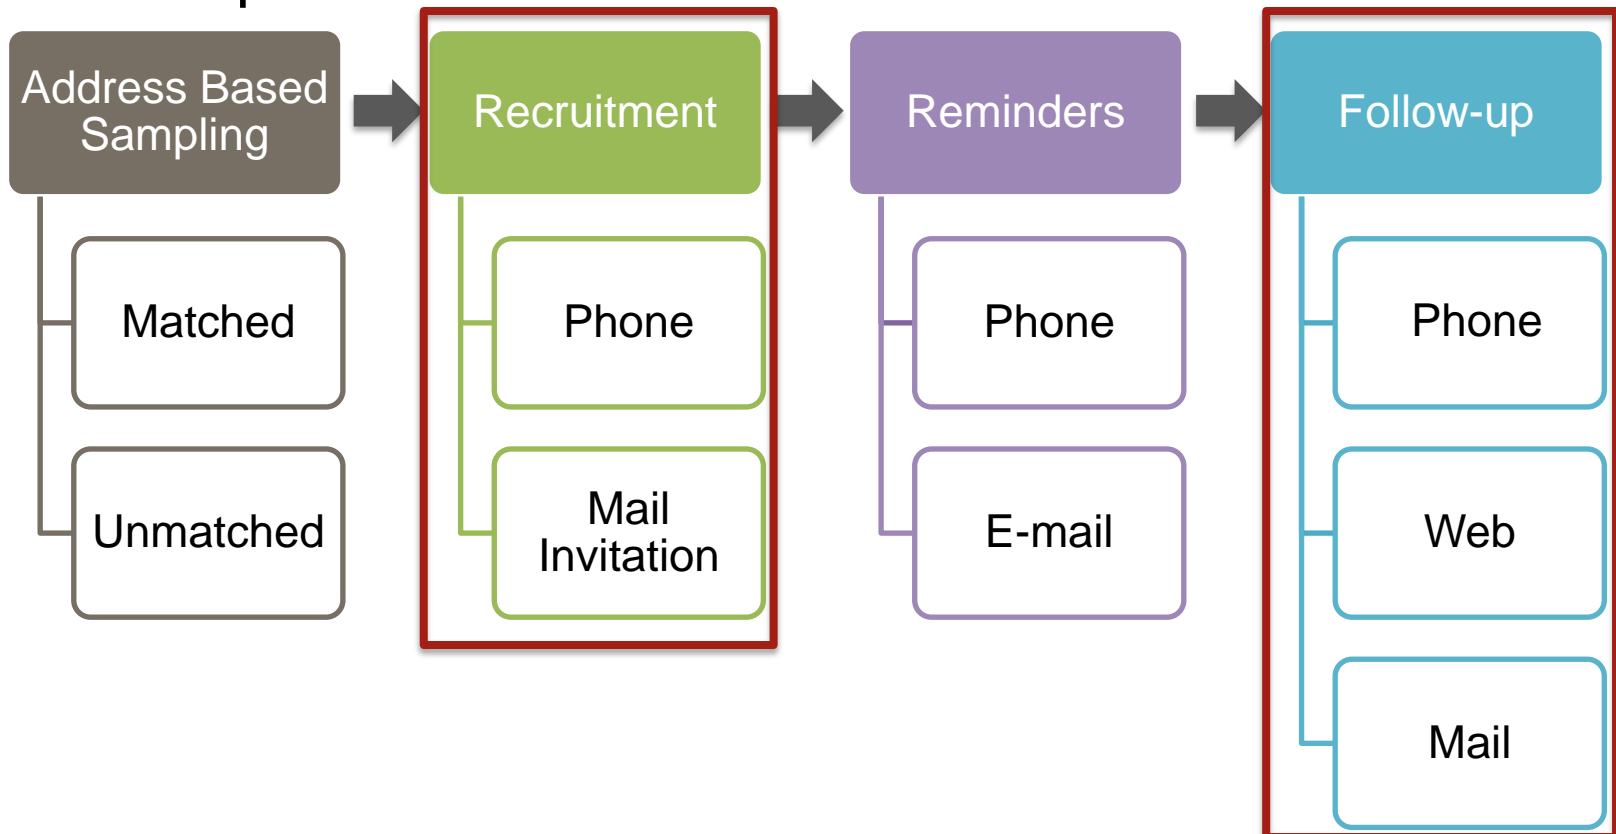 Address Based
Sampling
Matched
Unmatched
Recruitment
Phone
Mail
Invitation
Reminders
Phone
E-mail
Follow-up
Phone
Web
Mail